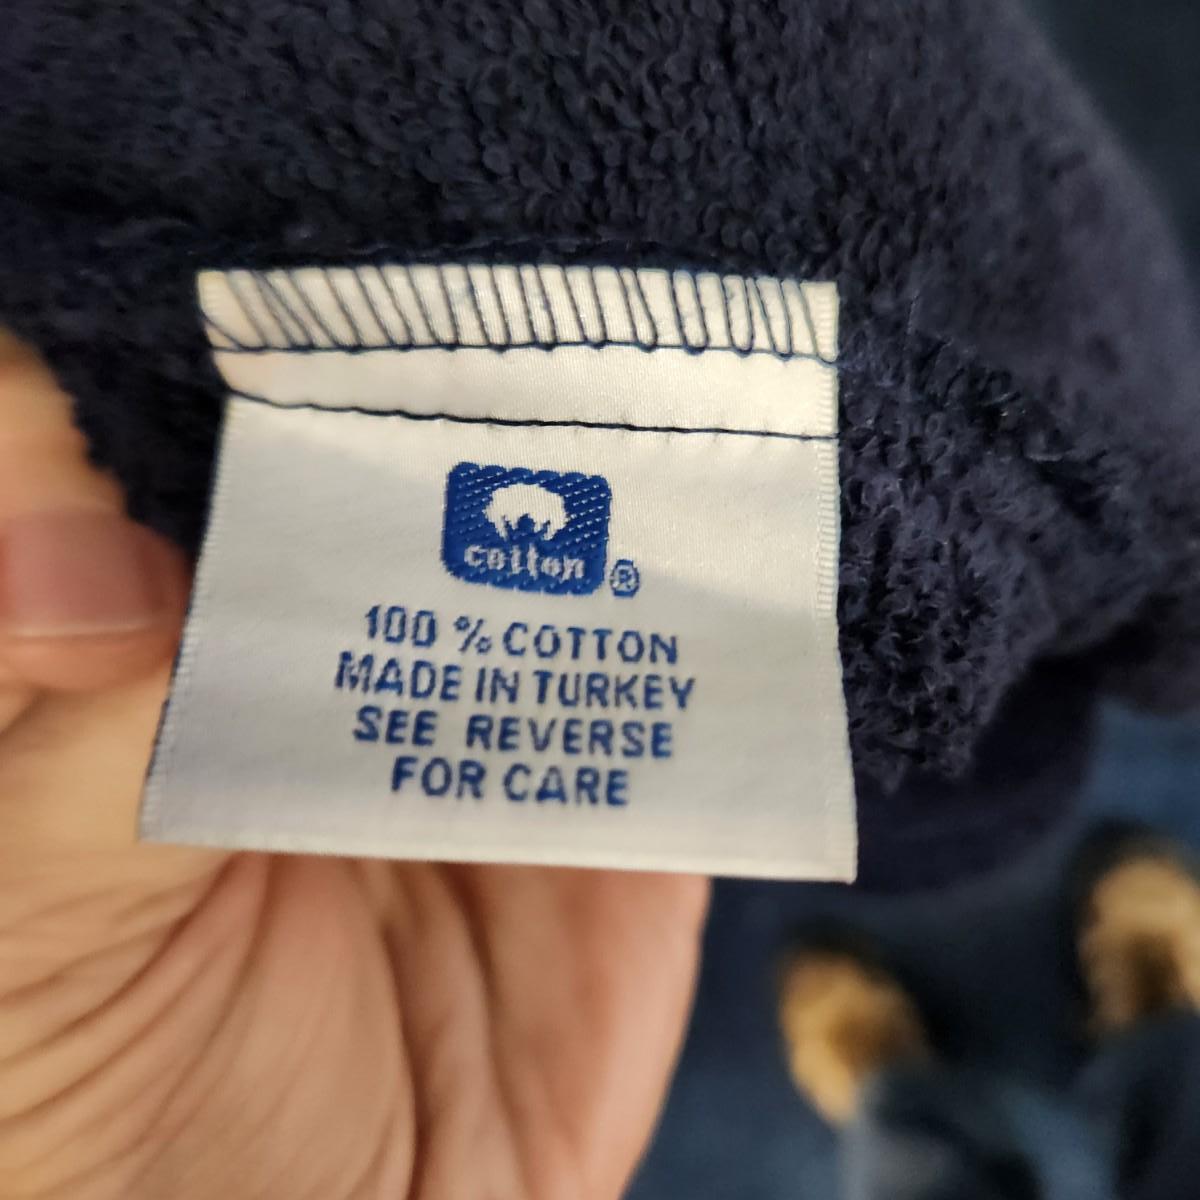 cotton ®
100 % COTTON
MADE IN TURKEY
SEE REVERSE
FOR CARE